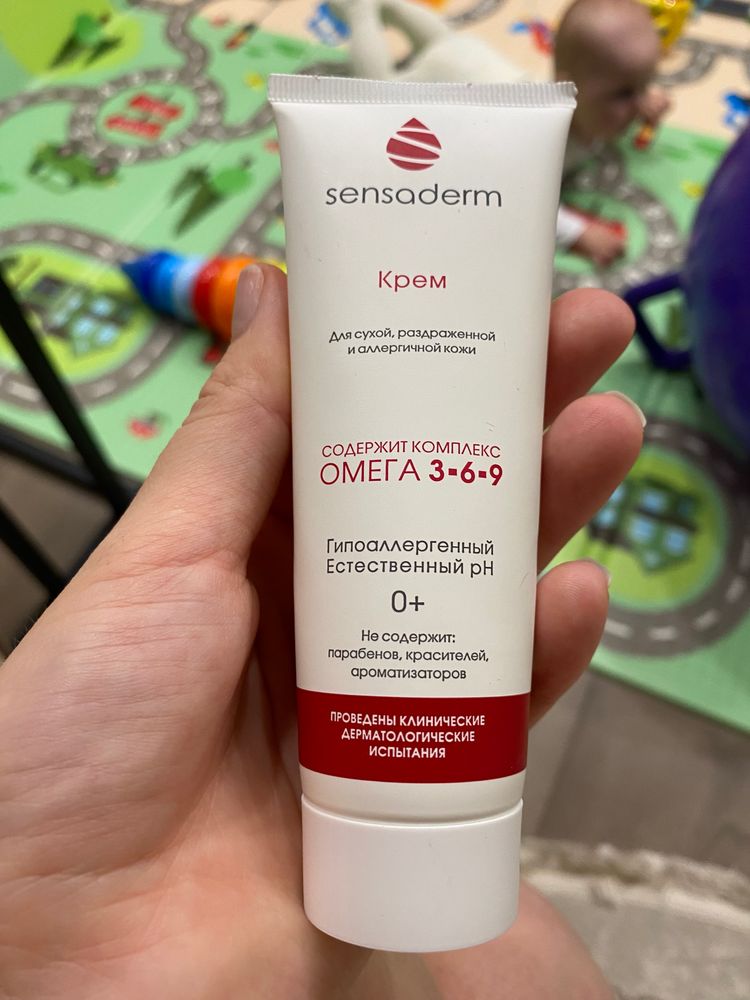 sensaderm
Крем
Для сухой, раздраженной
и аллергичной кожи
СОДЕРЖИТ КОМПЛЕКС
ОМЕГА 3-6-9
Гипоаллергенный
Естественный pH
0+
Не содержит:
парабенов, красителей,
ароматизаторов
ПРОВЕДЕНЫ КЛИНИЧЕСКИЕ
ДЕРМАТОЛОГИЧЕСКИЕ
ИСПЫТАНИЯ